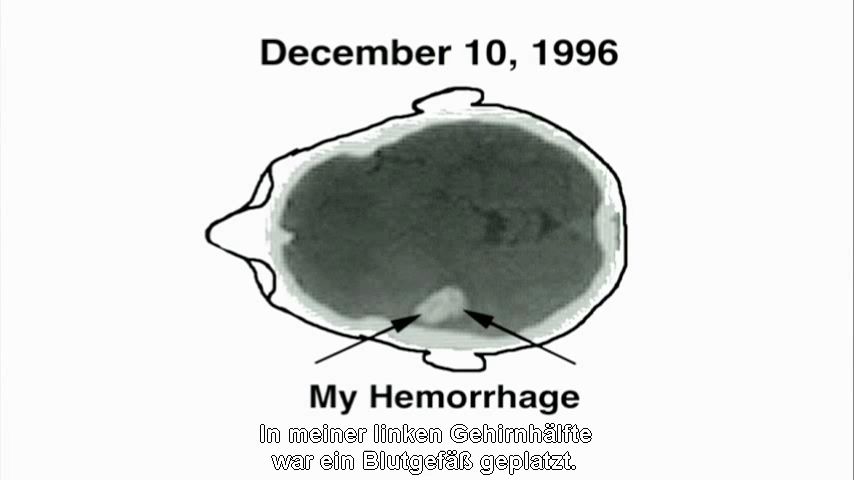 December 10, 1996
My Hemorrhage
In meiner linken Gehirnhälfte
war ein Blutgefäß geplatzt.